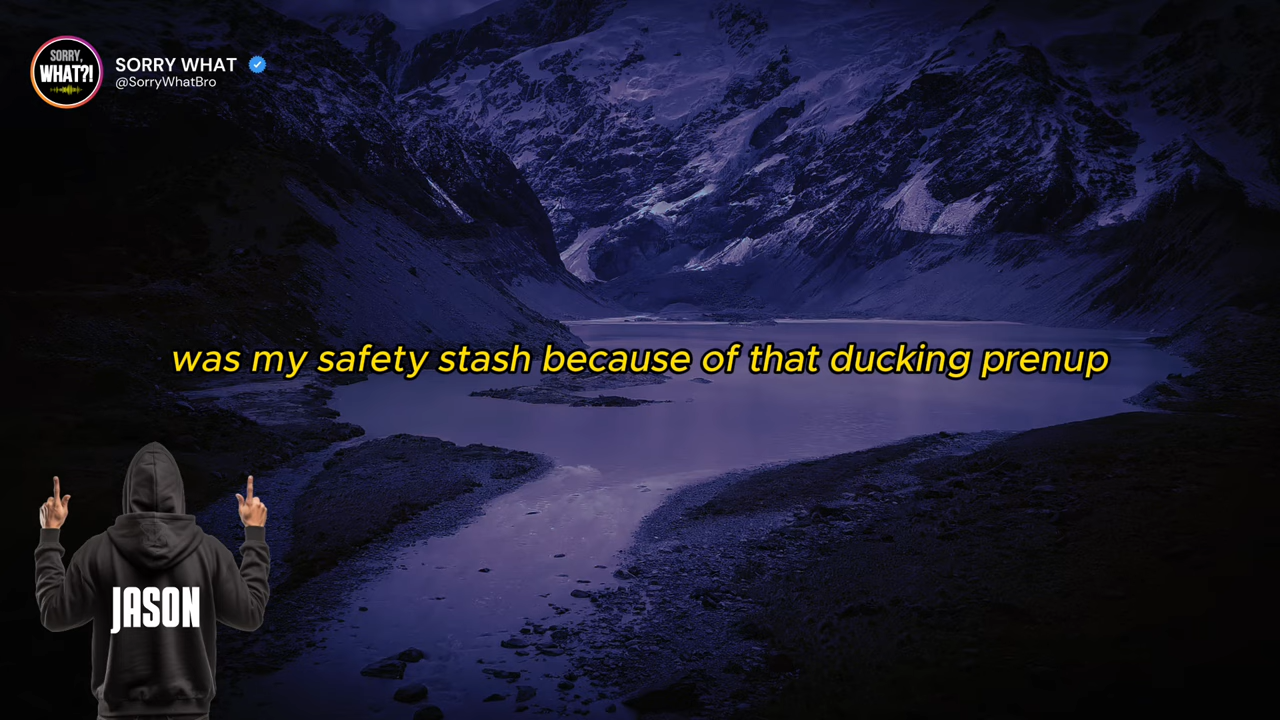 SORRY,
WHAT?!
SORRY WHAT
@SorryWhatBro
was my safety stash because of that ducking prenup
JASON